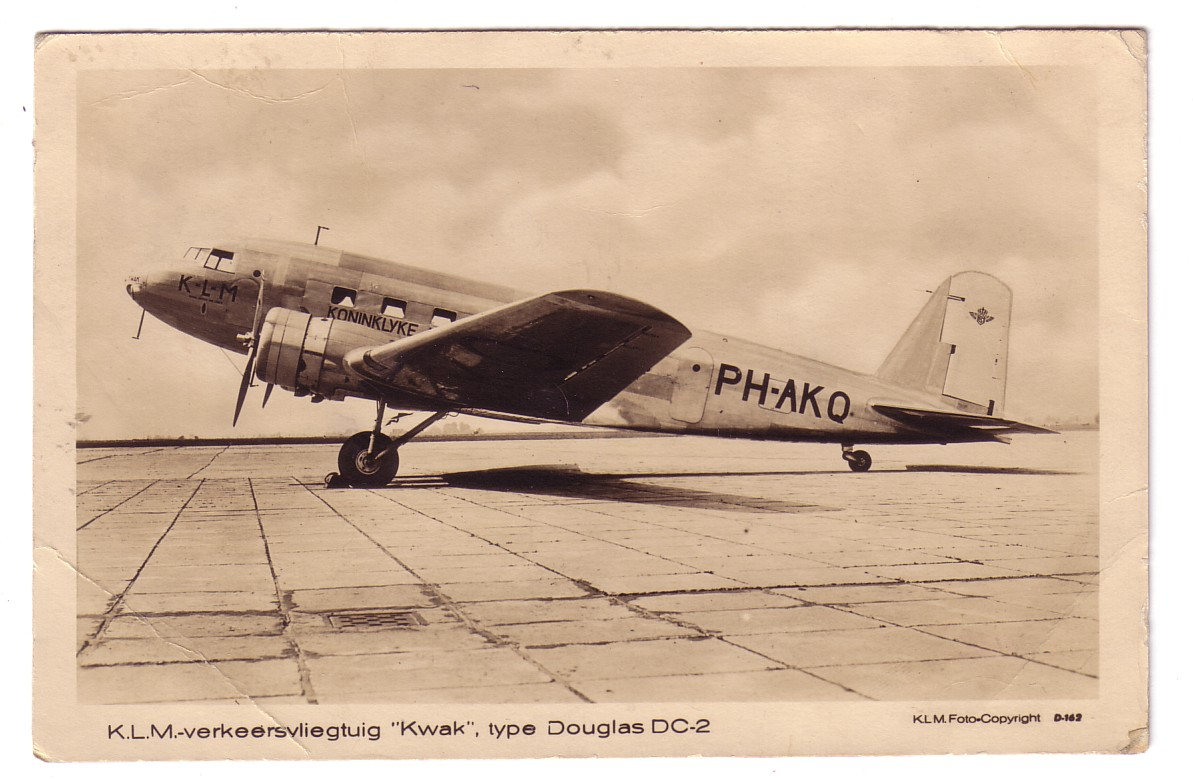 K-L-M
KONINKLYKE
PH-AKQ
K.L.M.-verkeersvliegtuig "Kwak", type Douglas DC-2
K.L.M. Foto-Copyright D-162